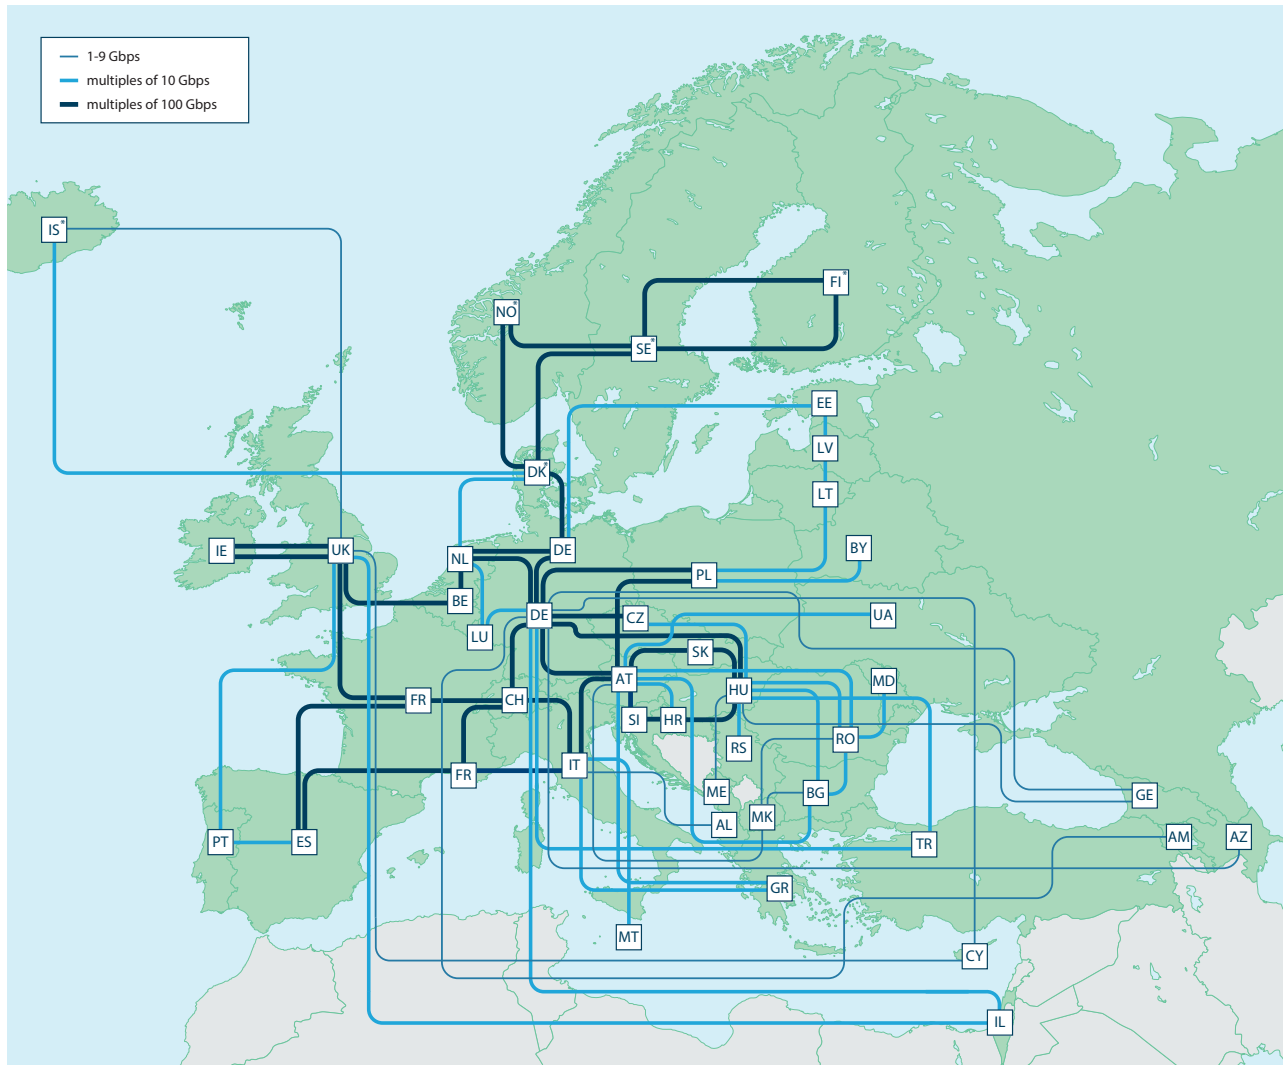 1-9 Gbps
multiples of 10 Gbps
multiples of 100 Gbps
IS*
FI*
NO*
SE*
EE
LV
DK*
LT
IE
UK
NL
DE
BY
PL
BE
DE
CZ
UA
LU
SK
AT
MD
HU
FR
CH
SI
HR
RO
RS
FR
IT
ME
BG
GE
MK
AL
PT
ES
TR
AM
AZ
GR
MT
CY
IL